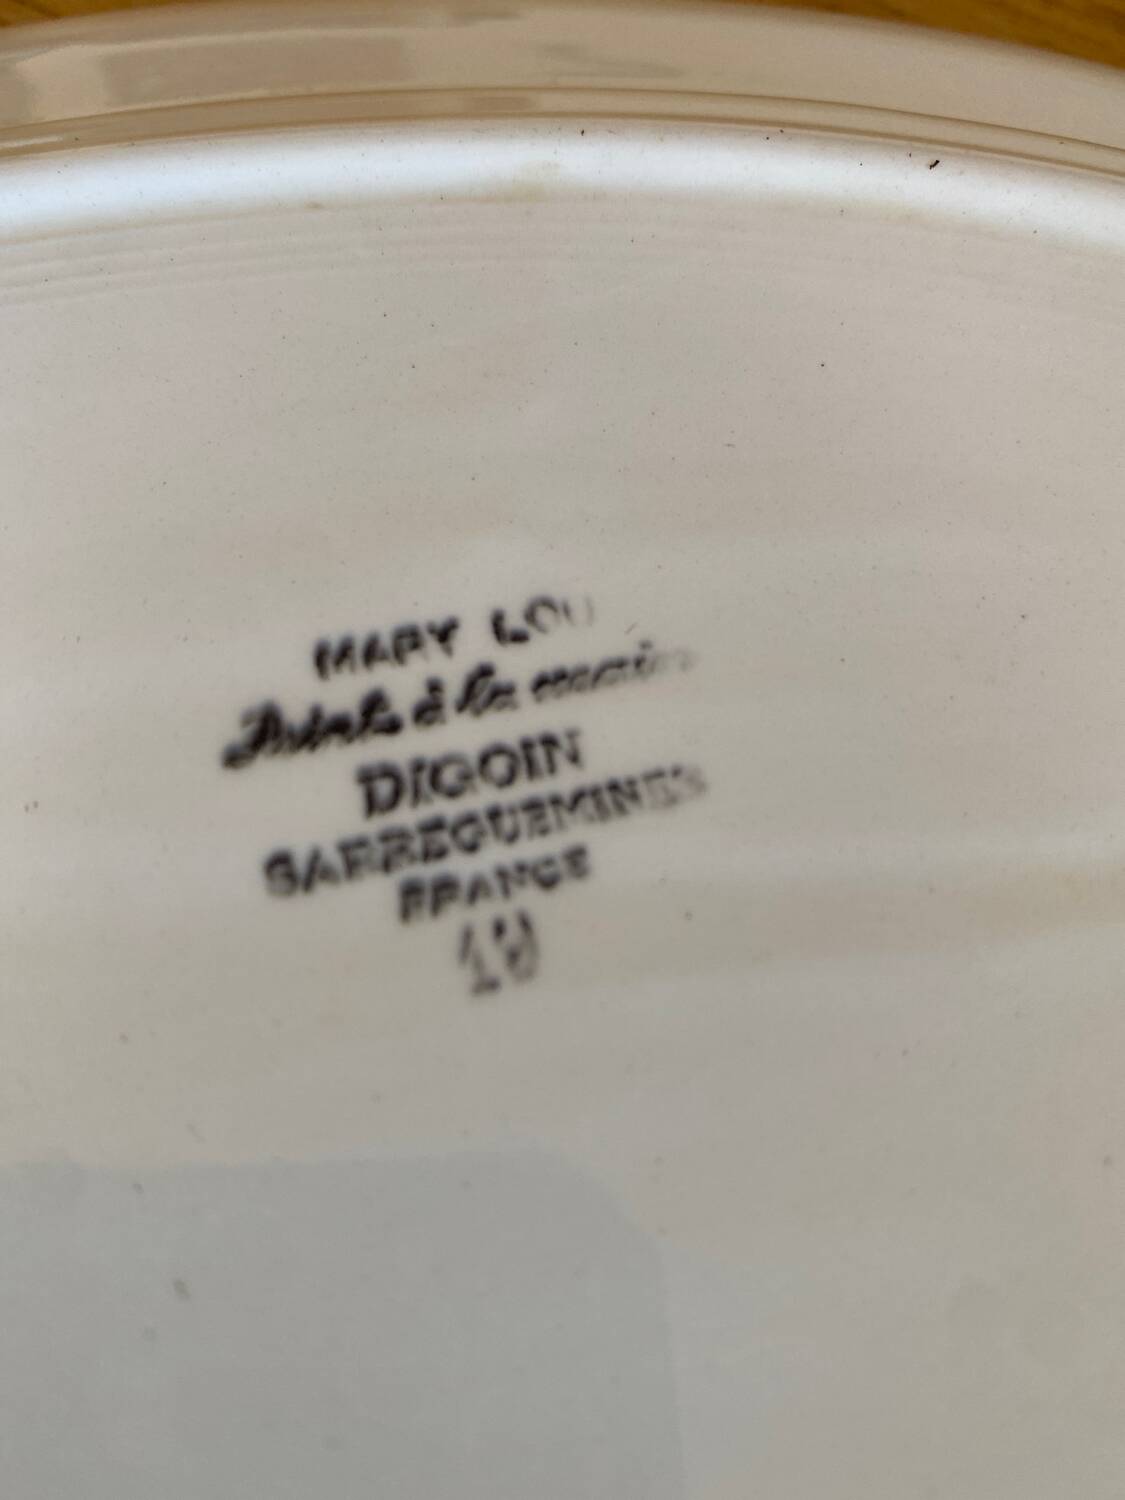 MARY LOU
Peint à la main
DIGOIN
SARREGUEMINES
FRANCE